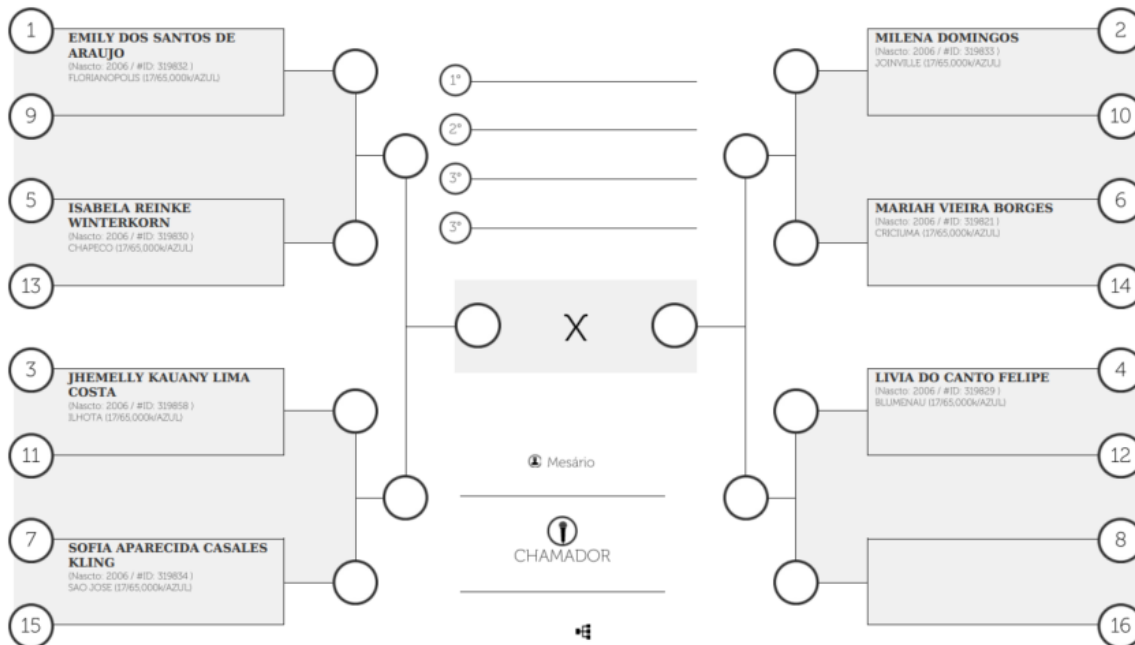 1
EMILY DOS SANTOS DE
ARAUJO
(Nascto: 2006 / #ID: 319832 )
FLORIANOPOLIS (17/65,000k/AZUL)
9
5
ISABELA REINKE
WINTERKORN
(Nascto: 2006 / #ID: 319830 )
CHAPECO (17/65,000k/AZUL)
13
3
JHEMELLY KAUANY LIMA
COSTA
(Nascto: 2006 / #ID: 319858 )
ILHOTA (17/65,000k/AZUL)
11
7
SOFIA APARECIDA CASALES
KLING
(Nascto: 2006 / #ID: 319834 )
SAO JOSE (17/65,000k/AZUL)
15
1°
2°
3°
3°
X
Mesário
CHAMADOR
2
MILENA DOMINGOS
(Nascto: 2006 / #ID: 319833 )
JOINVILLE (17/65,000k/AZUL)
10
6
MARIAH VIEIRA BORGES
(Nascto: 2006 / #ID: 319821 )
CRICIUMA (17/65,000k/AZUL)
14
4
LIVIA DO CANTO FELIPE
(Nascto: 2006 / #ID: 319829 )
BLUMENAU (17/65,000k/AZUL)
12
8
16